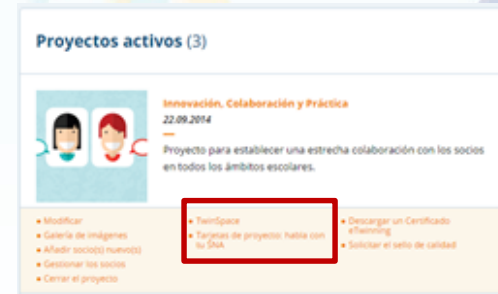 Proyectos activos (3)
Innovación, Colaboración y Práctica
22.09.2014
Proyecto para establecer una estrecha colaboración con los socios
en todos los ámbitos escolares.
• Modificar
• Galería de imágenes
• Añadir socio(s) nuevo(s)
• Gestionar los socios
• Cerrar el proyecto
• TwinSpace
• Tarjetas de proyecto: habla con
su SNA
• Descargar un Certificado
eTwinning
• Solicitar el sello de calidad